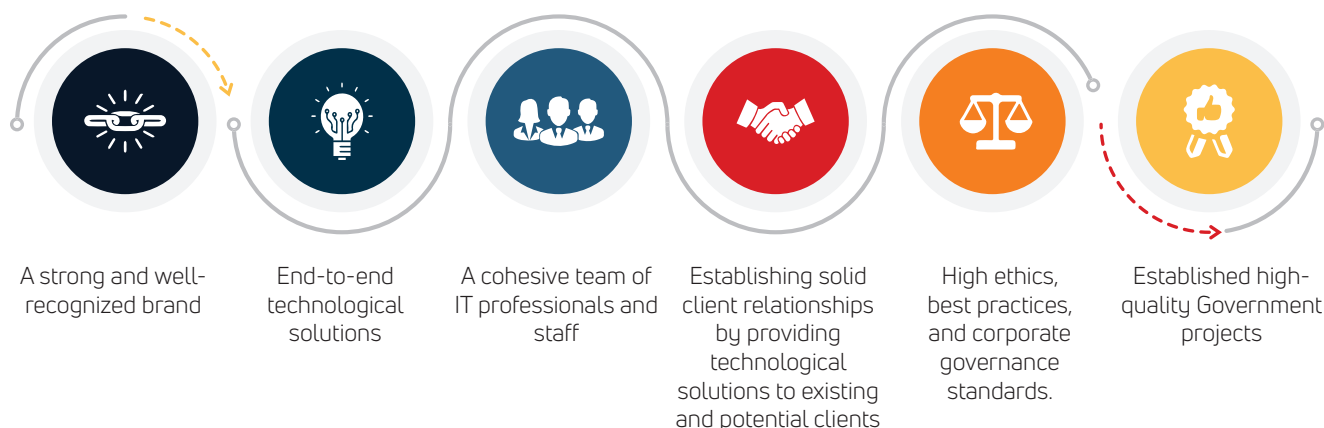 A strong and well-
recognized brand
End-to-end
technological
solutions
A cohesive team of
IT professionals and
staff
Establishing solid
client relationships
by providing
technological
solutions to existing
and potential clients
High ethics,
best practices,
and corporate
governance
standards.
Established high-
quality Government
projects